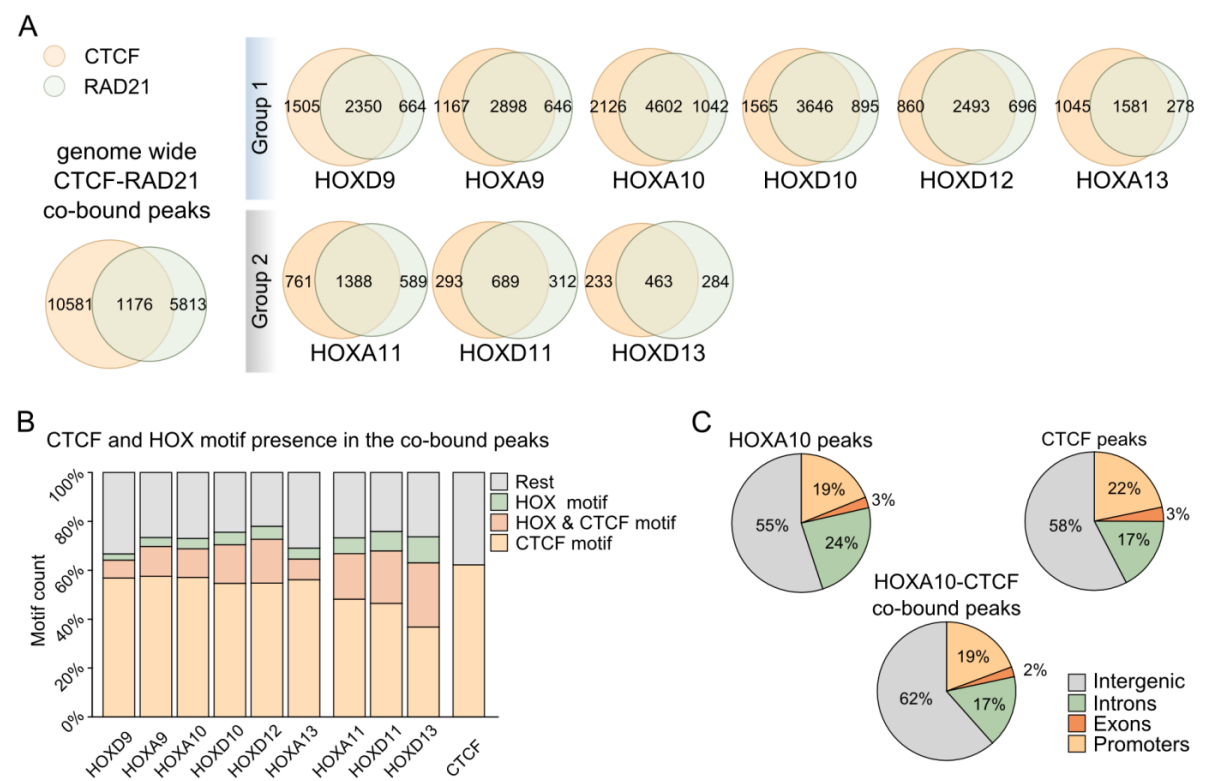 A
CTCF
RAD21
genome wide
CTCF-RAD21
co-bound peaks
10581 1176 5813
Group 1
1505 2350 664
HOXD9
1167 2898 646
HOXA9
2126 4602 1042
HOXA10
1565 3646 895
HOXD10
860 2493 696
HOXD12
1045 1581 278
HOXA13
Group 2
761 1388 589
HOXA11
293 689 312
HOXD11
233 463 284
HOXD13
B
CTCF and HOX motif presence in the co-bound peaks
Motif count
100%
80%
60%
40%
20%
0%
HOXD9
HOXA9
HOXA10
HOXD10
HOXD12
HOXA13
HOXA11
HOXD11
HOXD13
CTCF
Rest
HOX motif
HOX & CTCF motif
CTCF motif
C
HOXA10 peaks
19%
3%
24%
55%
CTCF peaks
22%
3%
17%
58%
HOXA10-CTCF
co-bound peaks
19%
2%
17%
62%
Intergenic
Introns
Exons
Promoters